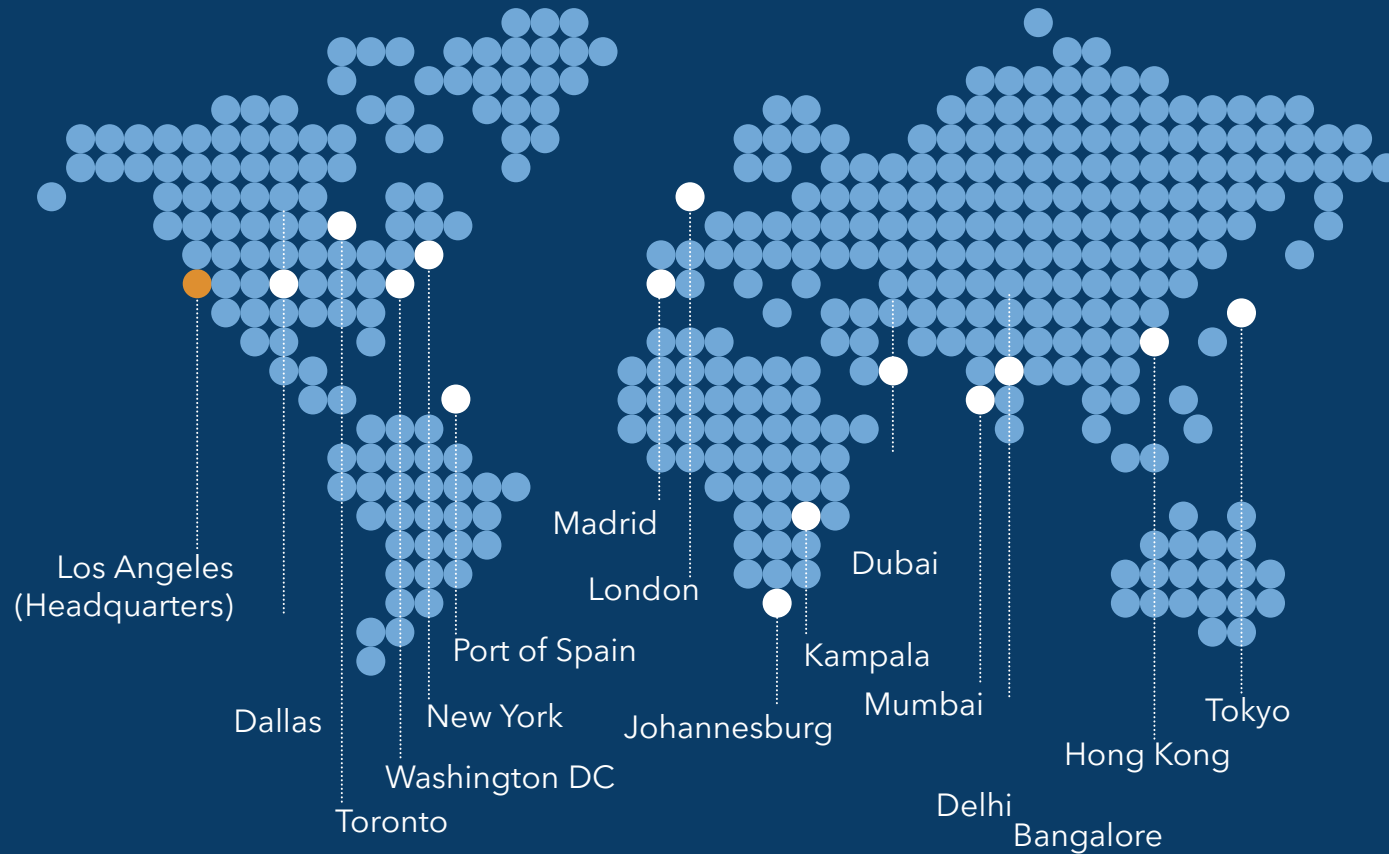 Madrid
Dubai
Los Angeles
(Headquarters)
London
Port of Spain
Kampala
Mumbai
Tokyo
New York
Dallas
Johannesburg
Hong Kong
Washington DC
Delhi
Toronto
Bangalore